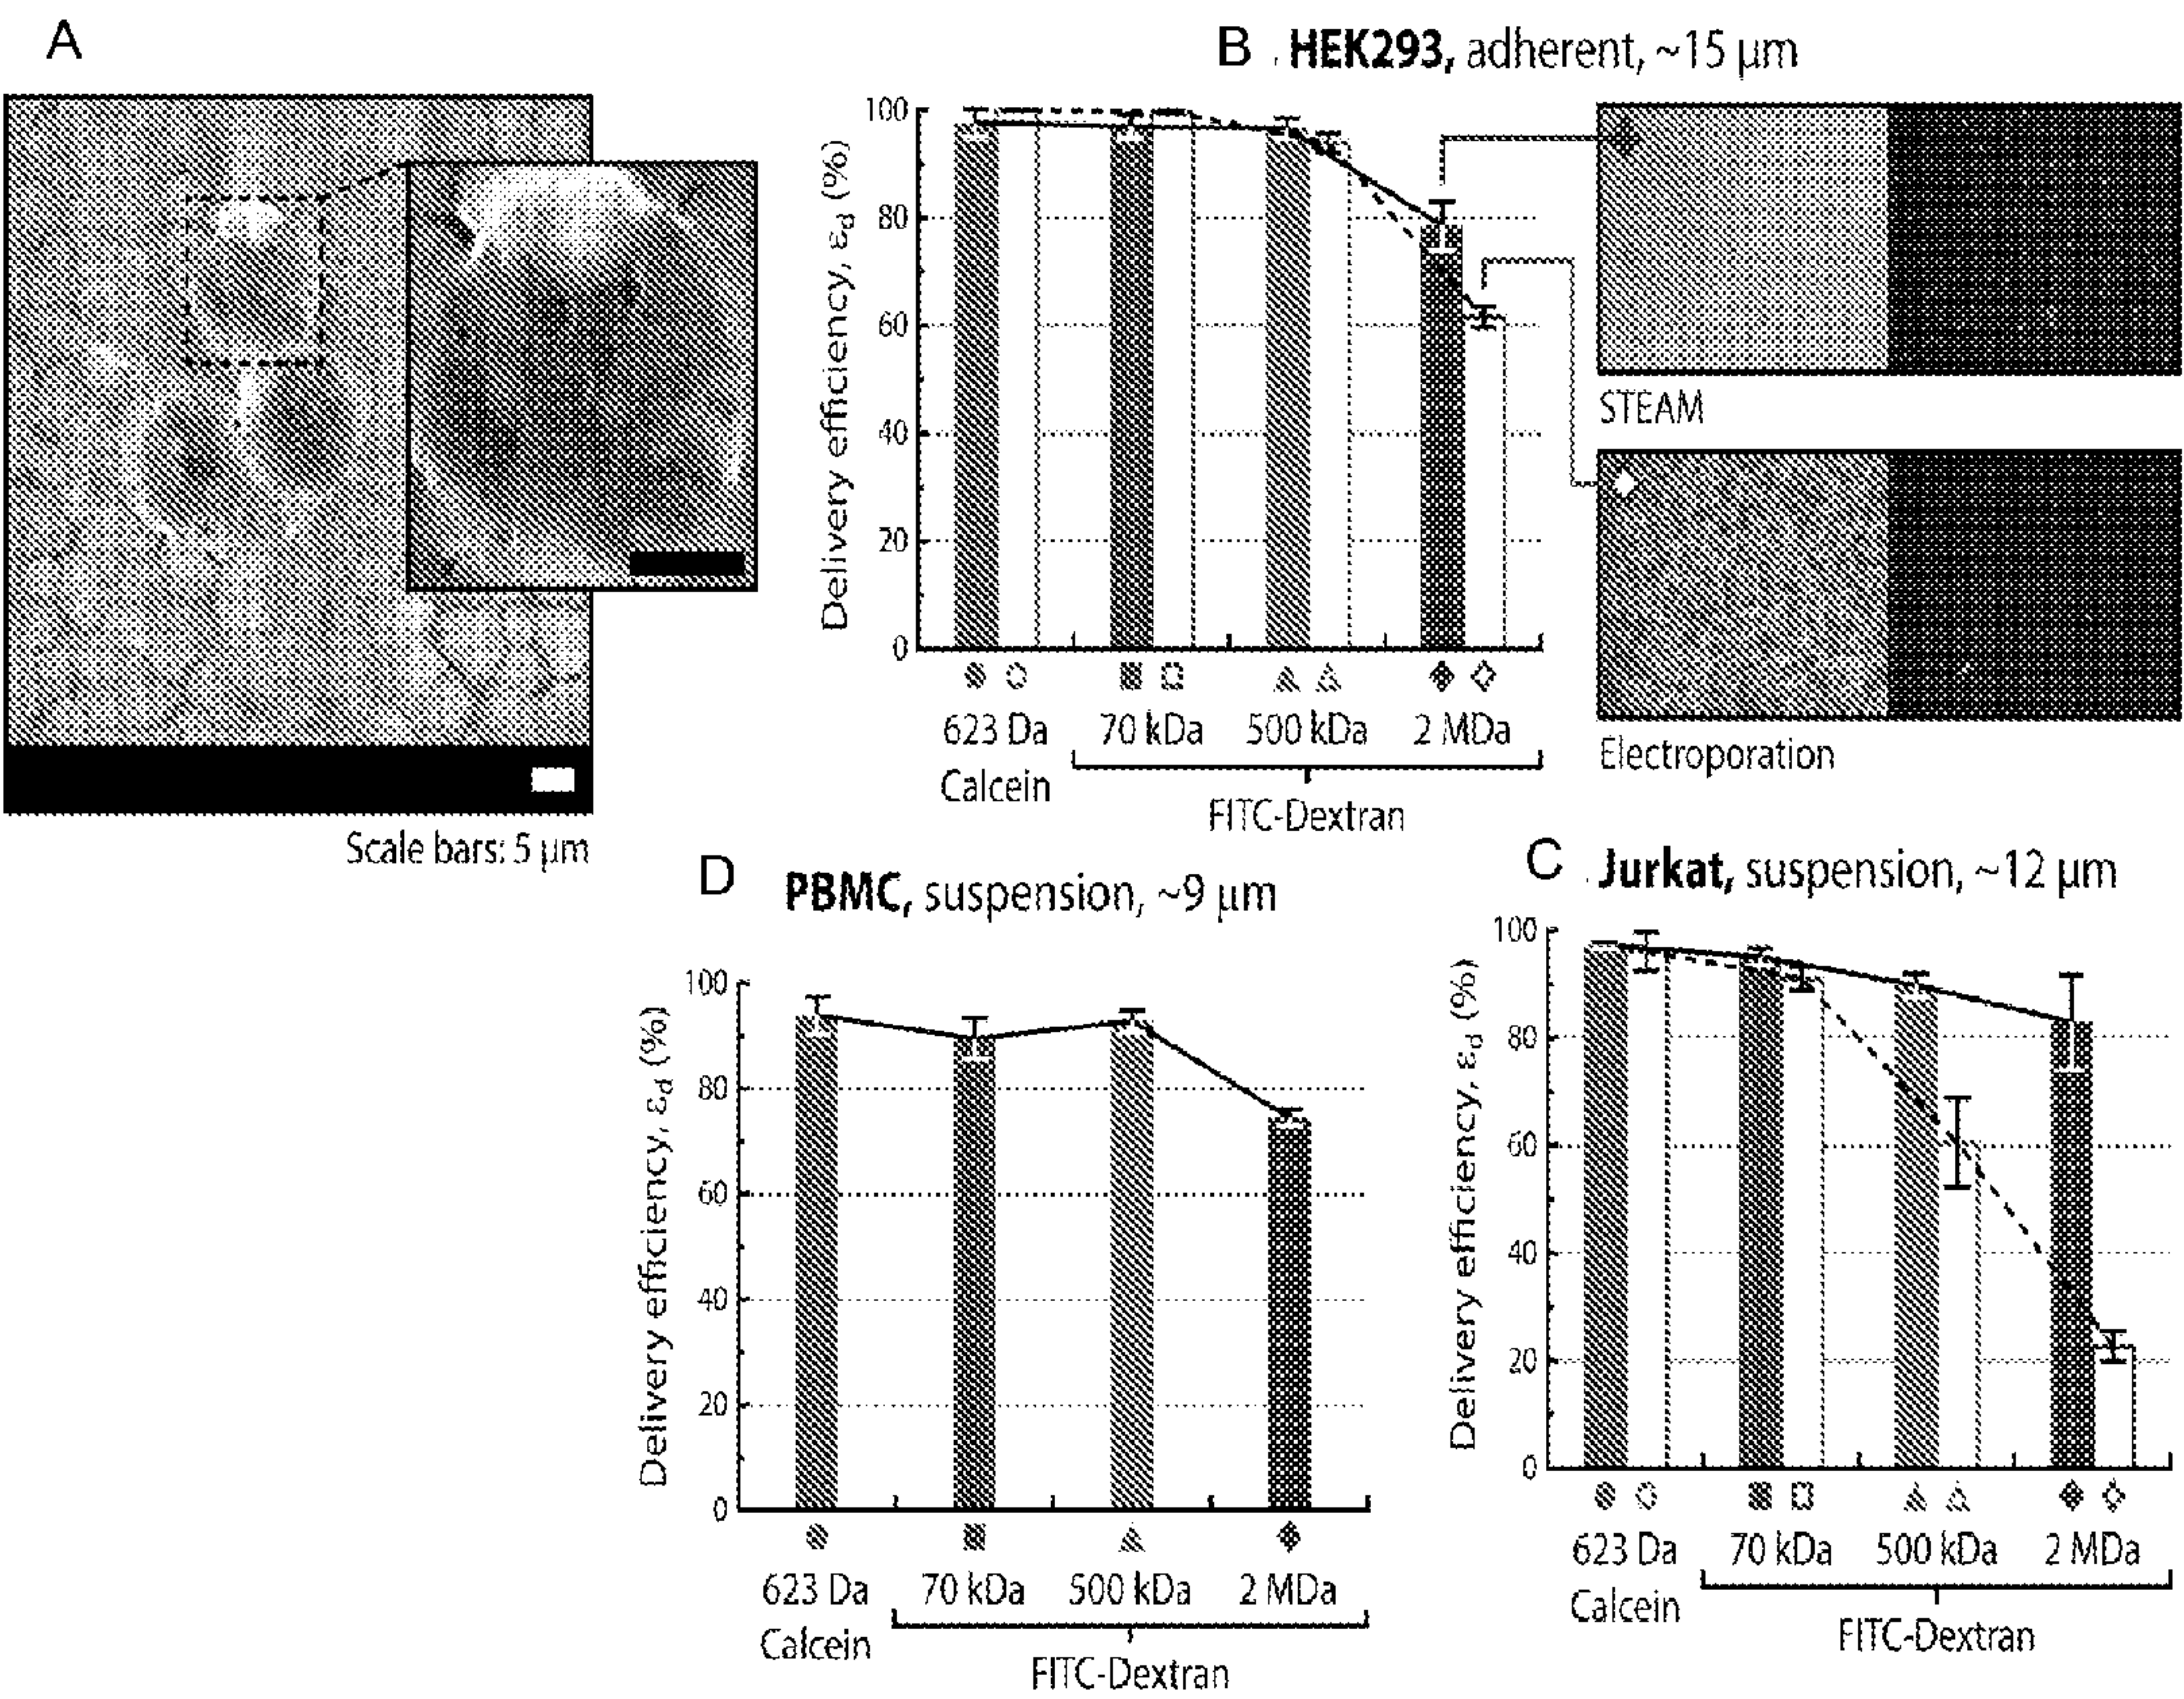 A
Scale bars: 5 µm
B HEK293, adherent, ~15 µm
Delivery efficiency, εd (%)
100
80
60
40
20
0
623 Da 70 kDa 500 kDa 2 MDa
Calcein
FITC-Dextran
STEAM
Electroporation
D PBMC, suspension, ~9 µm
Delivery efficiency, εd (%)
100
80
60
40
20
0
623 Da 70 kDa 500 kDa 2 MDa
Calcein
FITC-Dextran
C Jurkat, suspension, ~12 µm
Delivery efficiency, εd (%)
100
80
60
40
20
0
623 Da 70 kDa 500 kDa 2 MDa
Calcein
FITC-Dextran